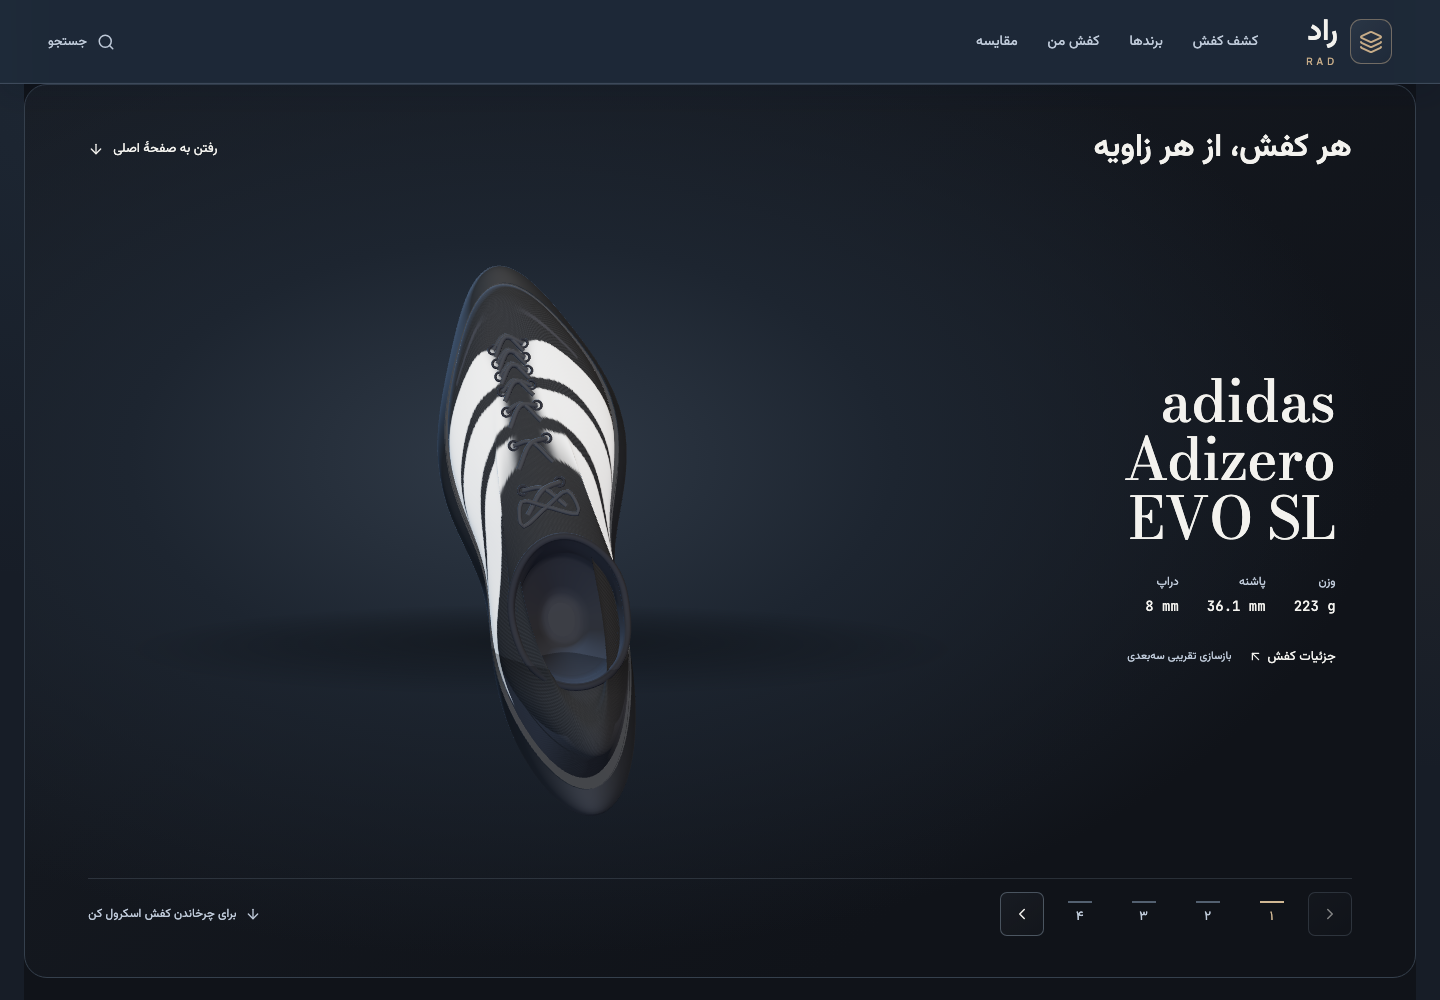 راد
RAD
کشف کفش
برندها
کفش من
مقایسه
جستجو
هر کفش، از هر زاویه
رفتن به صفحهٔ اصلی
adidas
Adizero
EVO SL
وزن
پاشنه
دراپ
223 g
36.1 mm
8 mm
جزئیات کفش
بازسازی تقریبی سه‌بعدی
۱
۲
۳
۴
برای چرخاندن کفش اسکرول کن